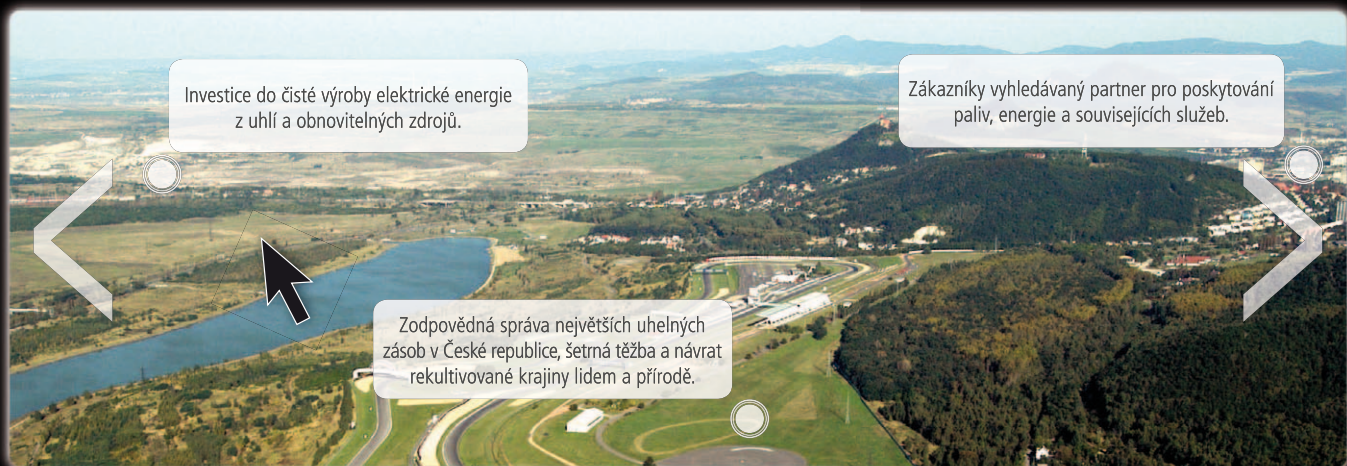 Investice do čisté výroby elektrické energie
z uhlí a obnovitelných zdrojů.
Zákazníky vyhledávaný partner pro poskytování
paliv, energie a souvisejících služeb.
Zodpovědná správa největších uhelných
zásob v České republice, šetrná těžba a návrat
rekultivované krajiny lidem a přírodě.